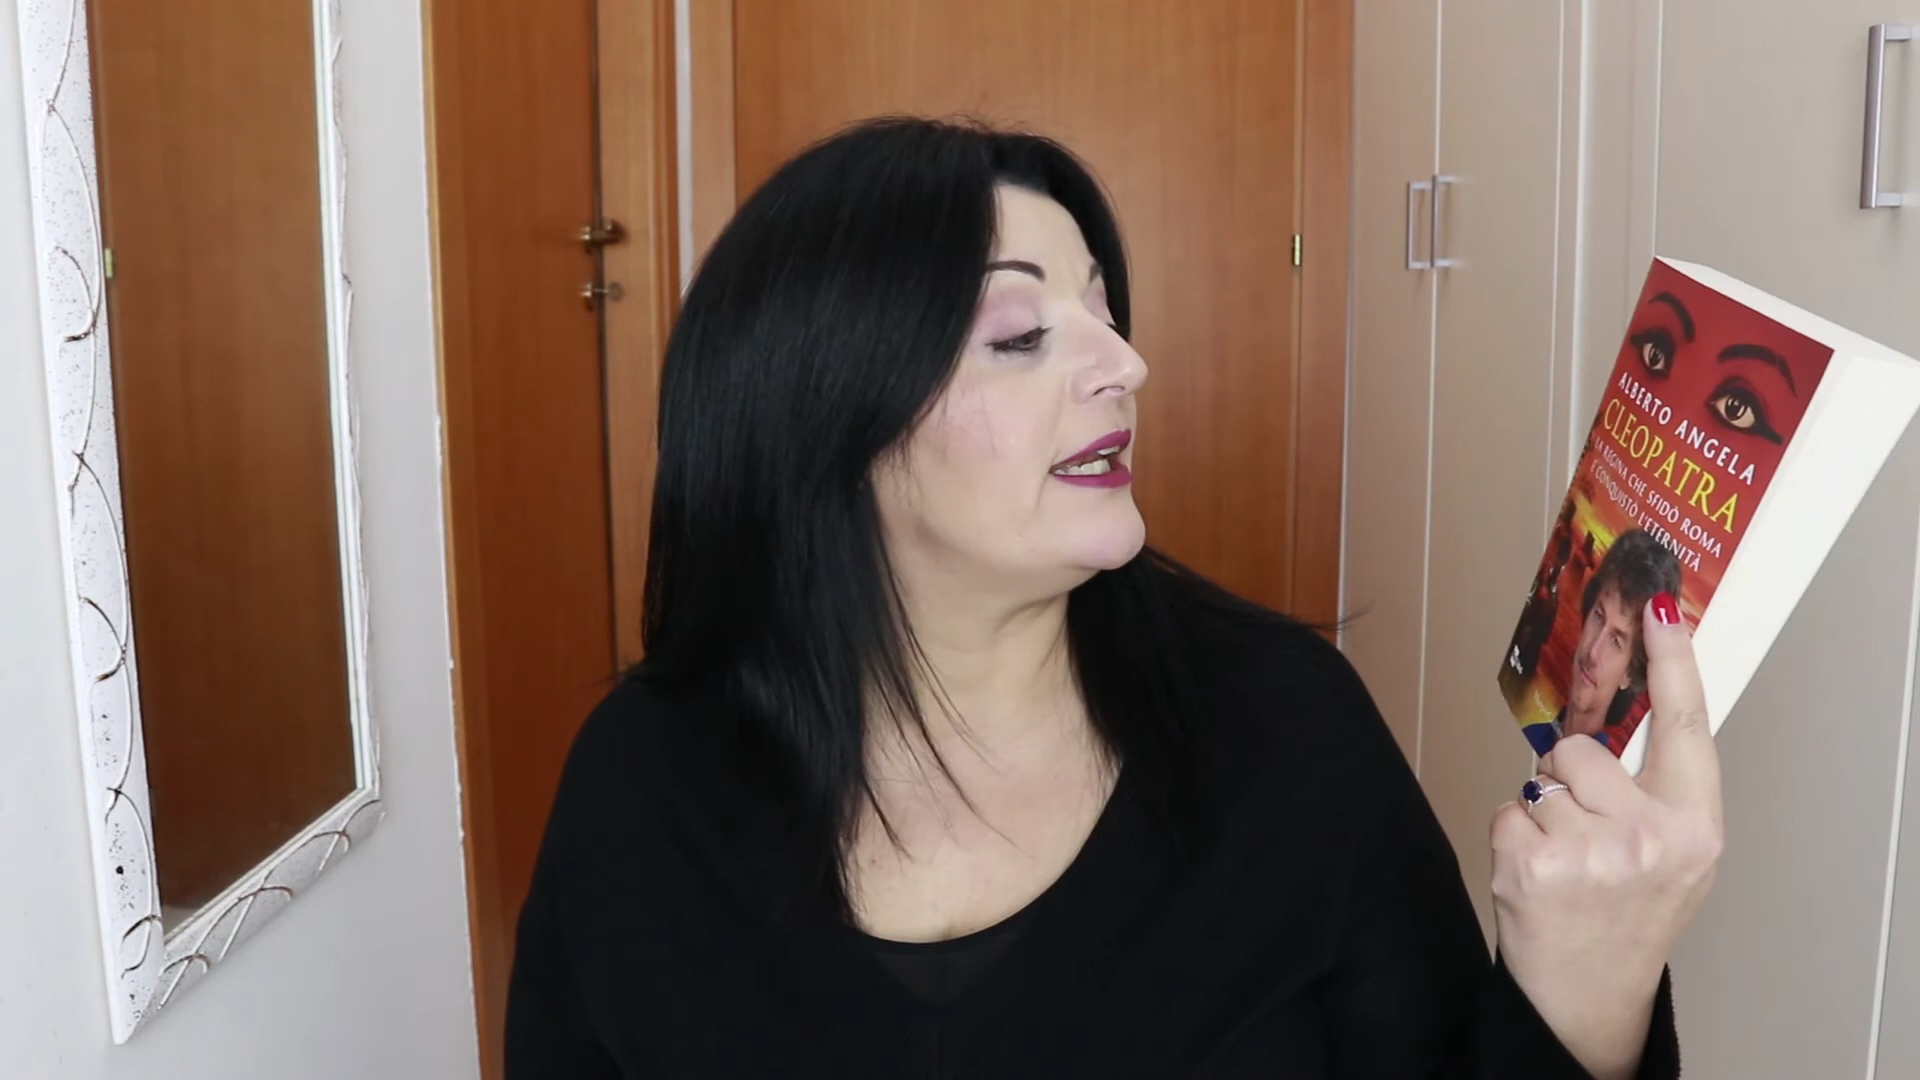 ALBERTO ANGELA
CLEOPATRA
LA REGINA CHE SFIDÒ ROMA
E CONQUISTÒ L'ETERNITÀ